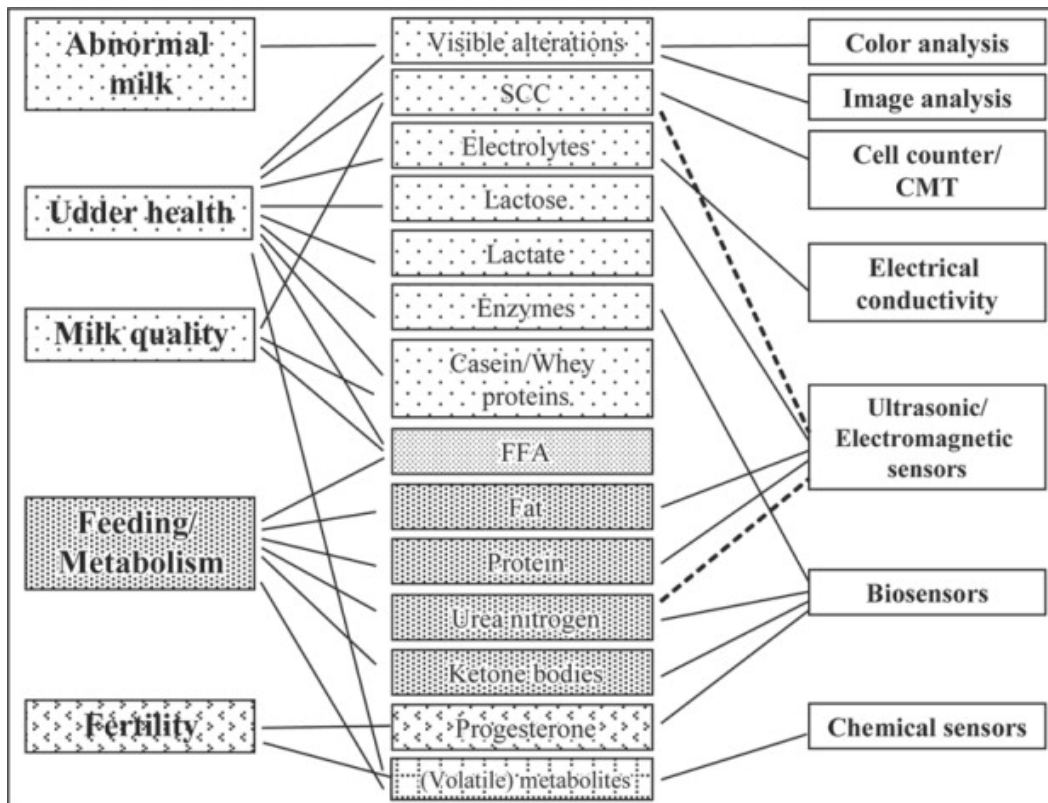 Abnormal
milk
Udder health
Milk quality
Feeding/
Metabolism
Fertility
Visible alterations
SCC
Electrolytes
Lactose
Lactate
Enzymes
Casein/Whey
proteins
FFA
Fat
Protein
Urea nitrogen
Ketone bodies
Progesterone
(Volatile) metabolites
Color analysis
Image analysis
Cell counter/
CMT
Electrical
conductivity
Ultrasonic/
Electromagnetic
sensors
Biosensors
Chemical sensors